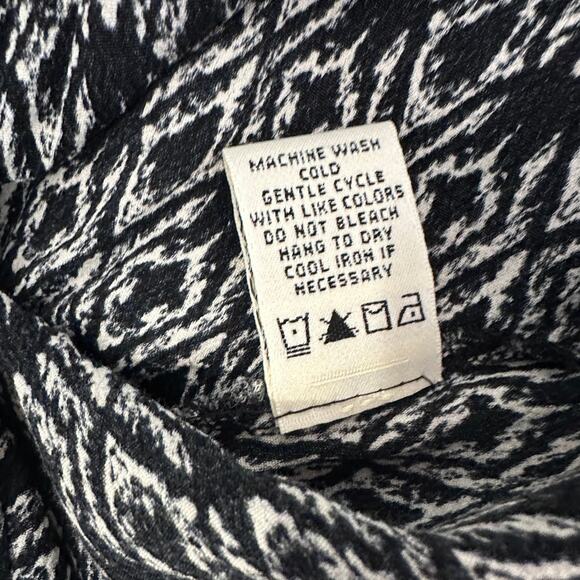 MACHINE WASH
COLD
GENTLE CYCLE
WITH LIKE COLORS
DO NOT BLEACH
HANG TO DRY
COOL IRON IF
NECESSARY